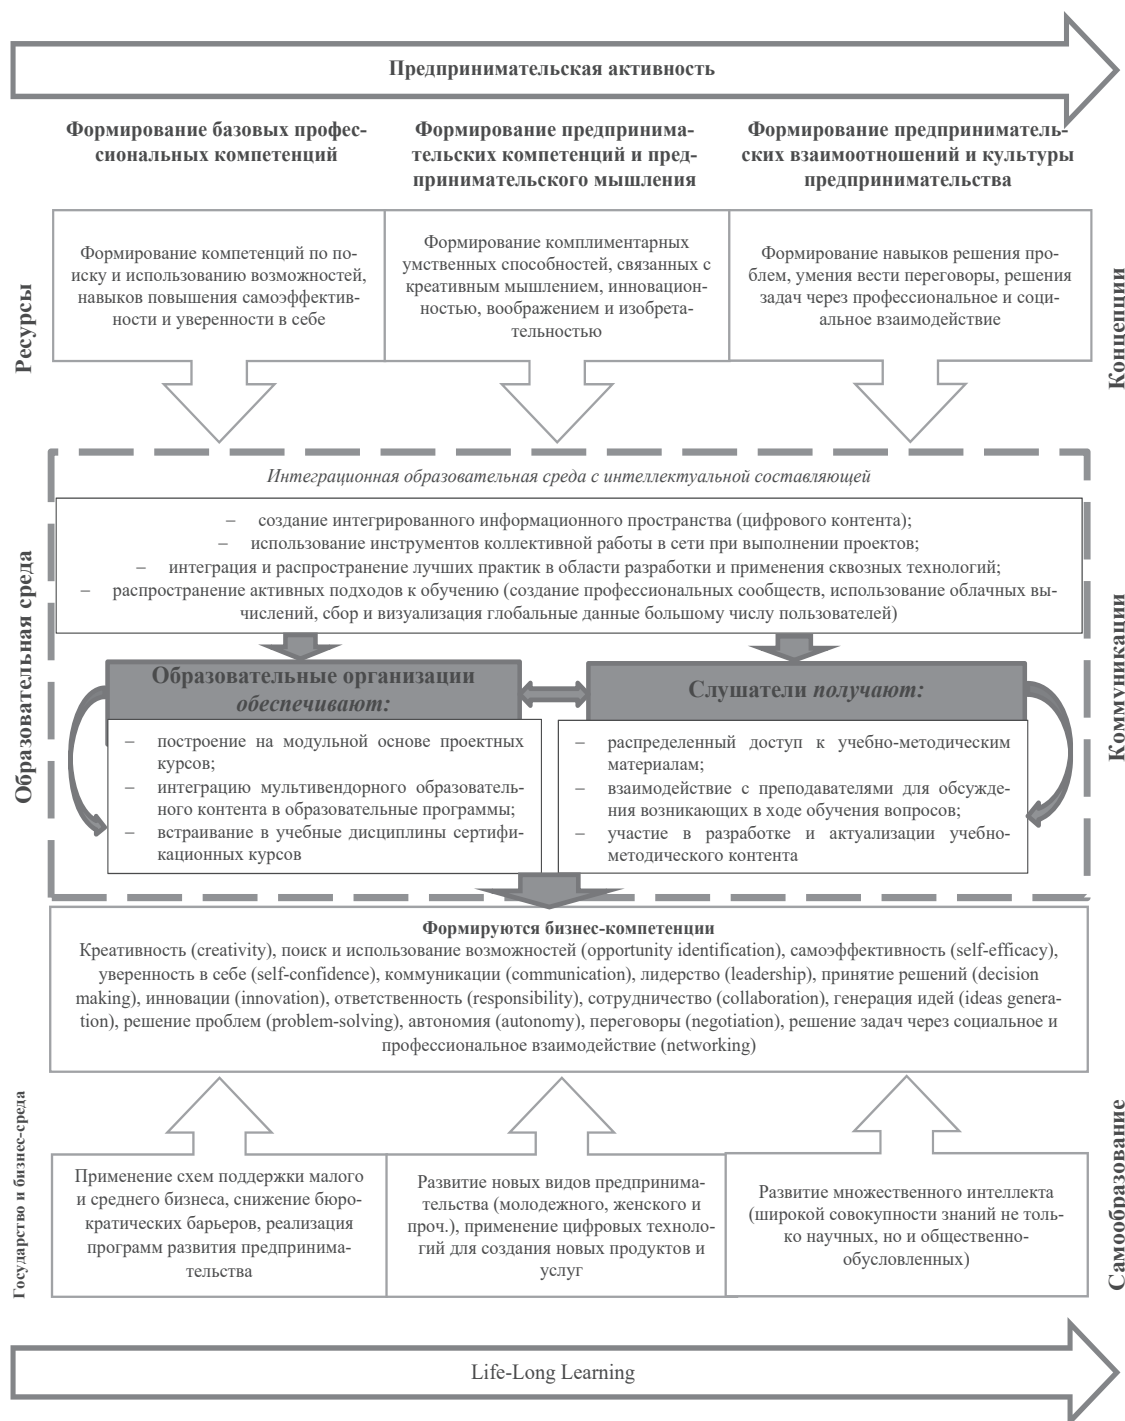 Предпринимательская активность
Формирование базовых профес-
сиональных компетенций
Формирование предпринима-
тельских компетенций и пред-
принимательского мышления
Формирование предприниматель-
ских взаимоотношений и культуры
предпринимательства
Ресурсы
Формирование компетенций по по-
иску и использованию возможностей,
навыков повышения самоэффектив-
ности и уверенности в себе
Формирование комплиментарных
умственных способностей, связанных с
креативным мышлением, инновацион-
ностью, воображением и изобрета-
тельностью
Формирование навыков решения про-
блем, умения вести переговоры, решения
задач через профессиональное и соци-
альное взаимодействие
Концепции
Образовательная среда
Интеграционная образовательная среда с интеллектуальной составляющей
– создание интегрированного информационного пространства (цифрового контента);
– использование инструментов коллективной работы в сети при выполнении проектов;
– интеграция и распространение лучших практик в области разработки и применения сквозных технологий;
– распространение активных подходов к обучению (создание профессиональных сообществ, использование облачных вы-
числений, сбор и визуализация глобальные данные большому числу пользователей)
Образовательные организации
обеспечивают:
– построение на модульной основе проектных
курсов;
– интеграцию мультивендорного образователь-
ного контента в образовательные программы;
– встраивание в учебные дисциплины сертифи-
кационных курсов
Слушатели получают:
– распределенный доступ к учебно-методическим
материалам;
– взаимодействие с преподавателями для обсужде-
ния возникающих в ходе обучения вопросов;
– участие в разработке и актуализации учебно-
методического контента
Коммуникации
Формируются бизнес-компетенции
Креативность (creativity), поиск и использование возможностей (opportunity identification), самоэффективность (self-efficacy),
уверенность в себе (self-confidence), коммуникации (communication), лидерство (leadership), принятие решений (decision
making), инновации (innovation), ответственность (responsibility), сотрудничество (collaboration), генерация идей (ideas genera-
tion), решение проблем (problem-solving), автономия (autonomy), переговоры (negotiation), решение задач через социальное и
профессиональное взаимодействие (networking)
Государство и бизнес-среда
Применение схем поддержки малого
и среднего бизнеса, снижение бюро-
кратических барьеров, реализация
программ развития предпринима-
тельства
Развитие новых видов предпринима-
тельства (молодежного, женского и
проч.), применение цифровых техноло-
гий для создания новых продуктов и
услуг
Развитие множественного интеллекта
(широкой совокупности знаний не толь-
ко научных, но и общественно-
обусловленных)
Самообразование
Life-Long Learning